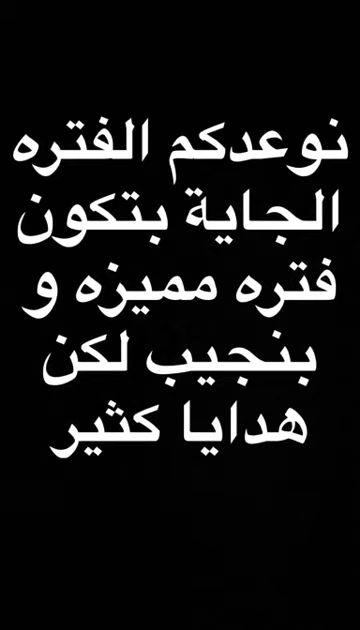 نوعدكم الفتره
الجاية بتكون
فتره مميزه و
بنجيب لكن
هدايا كثير